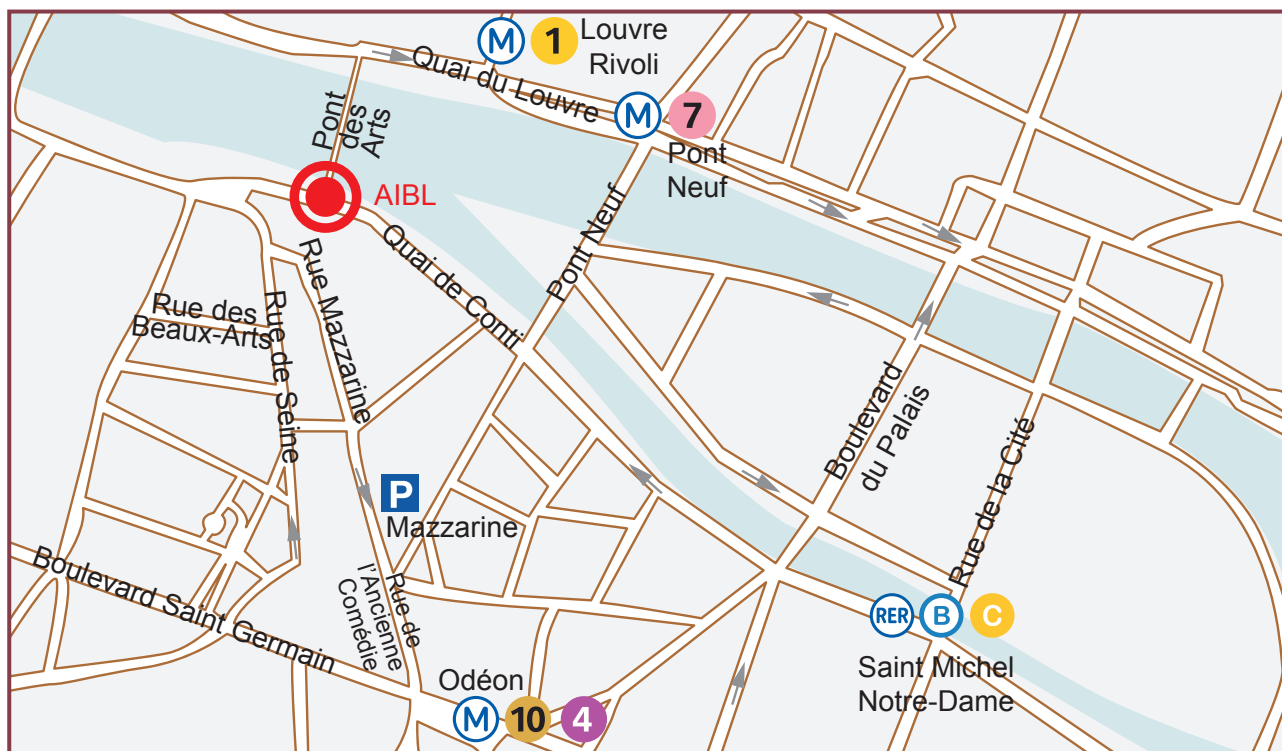 M 1 Louvre
Rivoli
Quai du Louvre
M 7
Pont
Neuf
Pont
des
Arts
AIBL
Quai de Conti
Pont Neuf
Rue Mazzarine
Rue de Seine
Rue des
Beaux-Arts
Boulevard
du Palais
Rue de la Cité
P
Mazzarine
Boulevard Saint Germain
Rue de
l'Ancienne
Comédie
RER B C
Saint Michel
Notre-Dame
Odéon
M 10 4